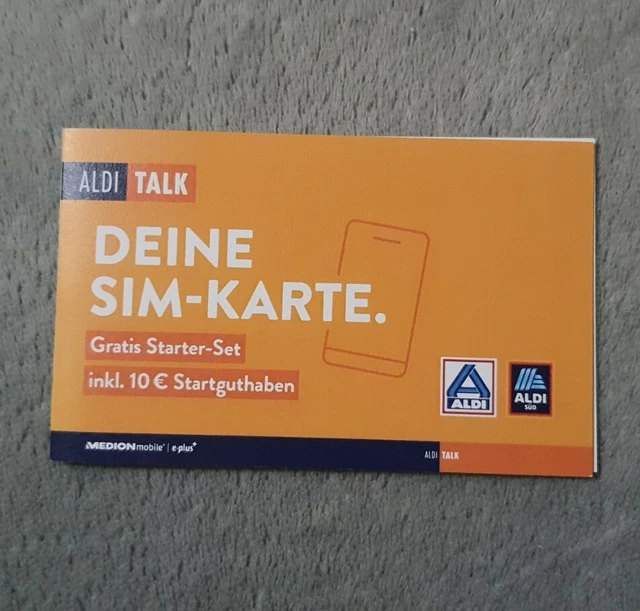 ALDI TALK
DEINE
SIM-KARTE.
Gratis Starter-Set
inkl. 10 € Startguthaben
ALDI
ALDI
SÜD
MEDIONmobile® | e-plus+
ALDI TALK